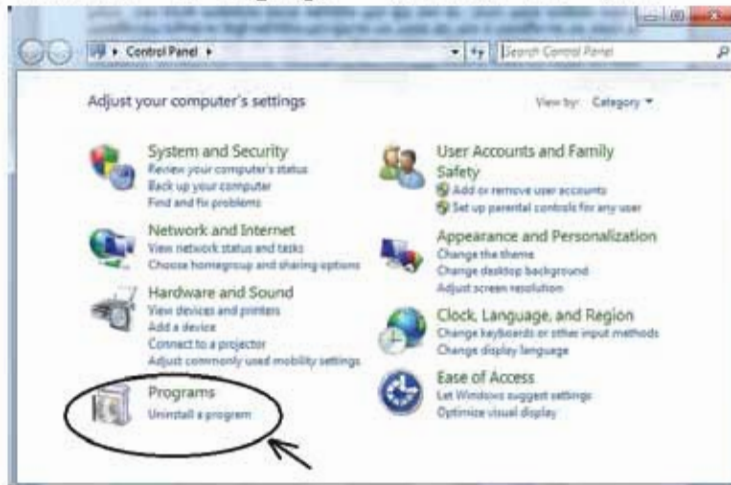 Control Panel
Search Control Panel
Adjust your computer's settings
View by: Category
System and Security
Review your computer's status
Back up your computer
Find and fix problems
Network and Internet
View network status and tasks
Choose homegroup and sharing options
Hardware and Sound
View devices and printers
Add a device
Connect to a projector
Adjust commonly used mobility settings
Programs
Uninstall a program
User Accounts and Family
Safety
Add or remove user accounts
Set up parental controls for any user
Appearance and Personalization
Change the theme
Change desktop background
Adjust screen resolution
Clock, Language, and Region
Change keyboards or other input methods
Change display language
Ease of Access
Let Windows suggest settings
Optimize visual display